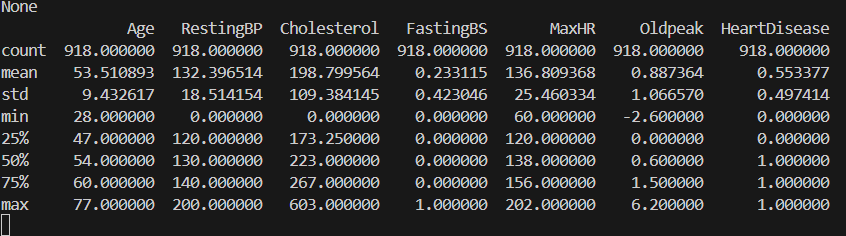 None
Age RestingBP Cholesterol FastingBS MaxHR Oldpeak HeartDisease
count 918.000000 918.000000 918.000000 918.000000 918.000000 918.000000 918.000000
mean 53.510893 132.396514 198.799564 0.233115 136.809368 0.887364 0.553377
std 9.432617 18.514154 109.384145 0.423046 25.460334 1.066570 0.497414
min 28.000000 0.000000 0.000000 0.000000 60.000000 -2.600000 0.000000
25% 47.000000 120.000000 173.250000 0.000000 120.000000 0.000000 0.000000
50% 54.000000 130.000000 223.000000 0.000000 138.000000 0.600000 1.000000
75% 60.000000 140.000000 267.000000 0.000000 156.000000 1.500000 1.000000
max 77.000000 200.000000 603.000000 1.000000 202.000000 6.200000 1.000000